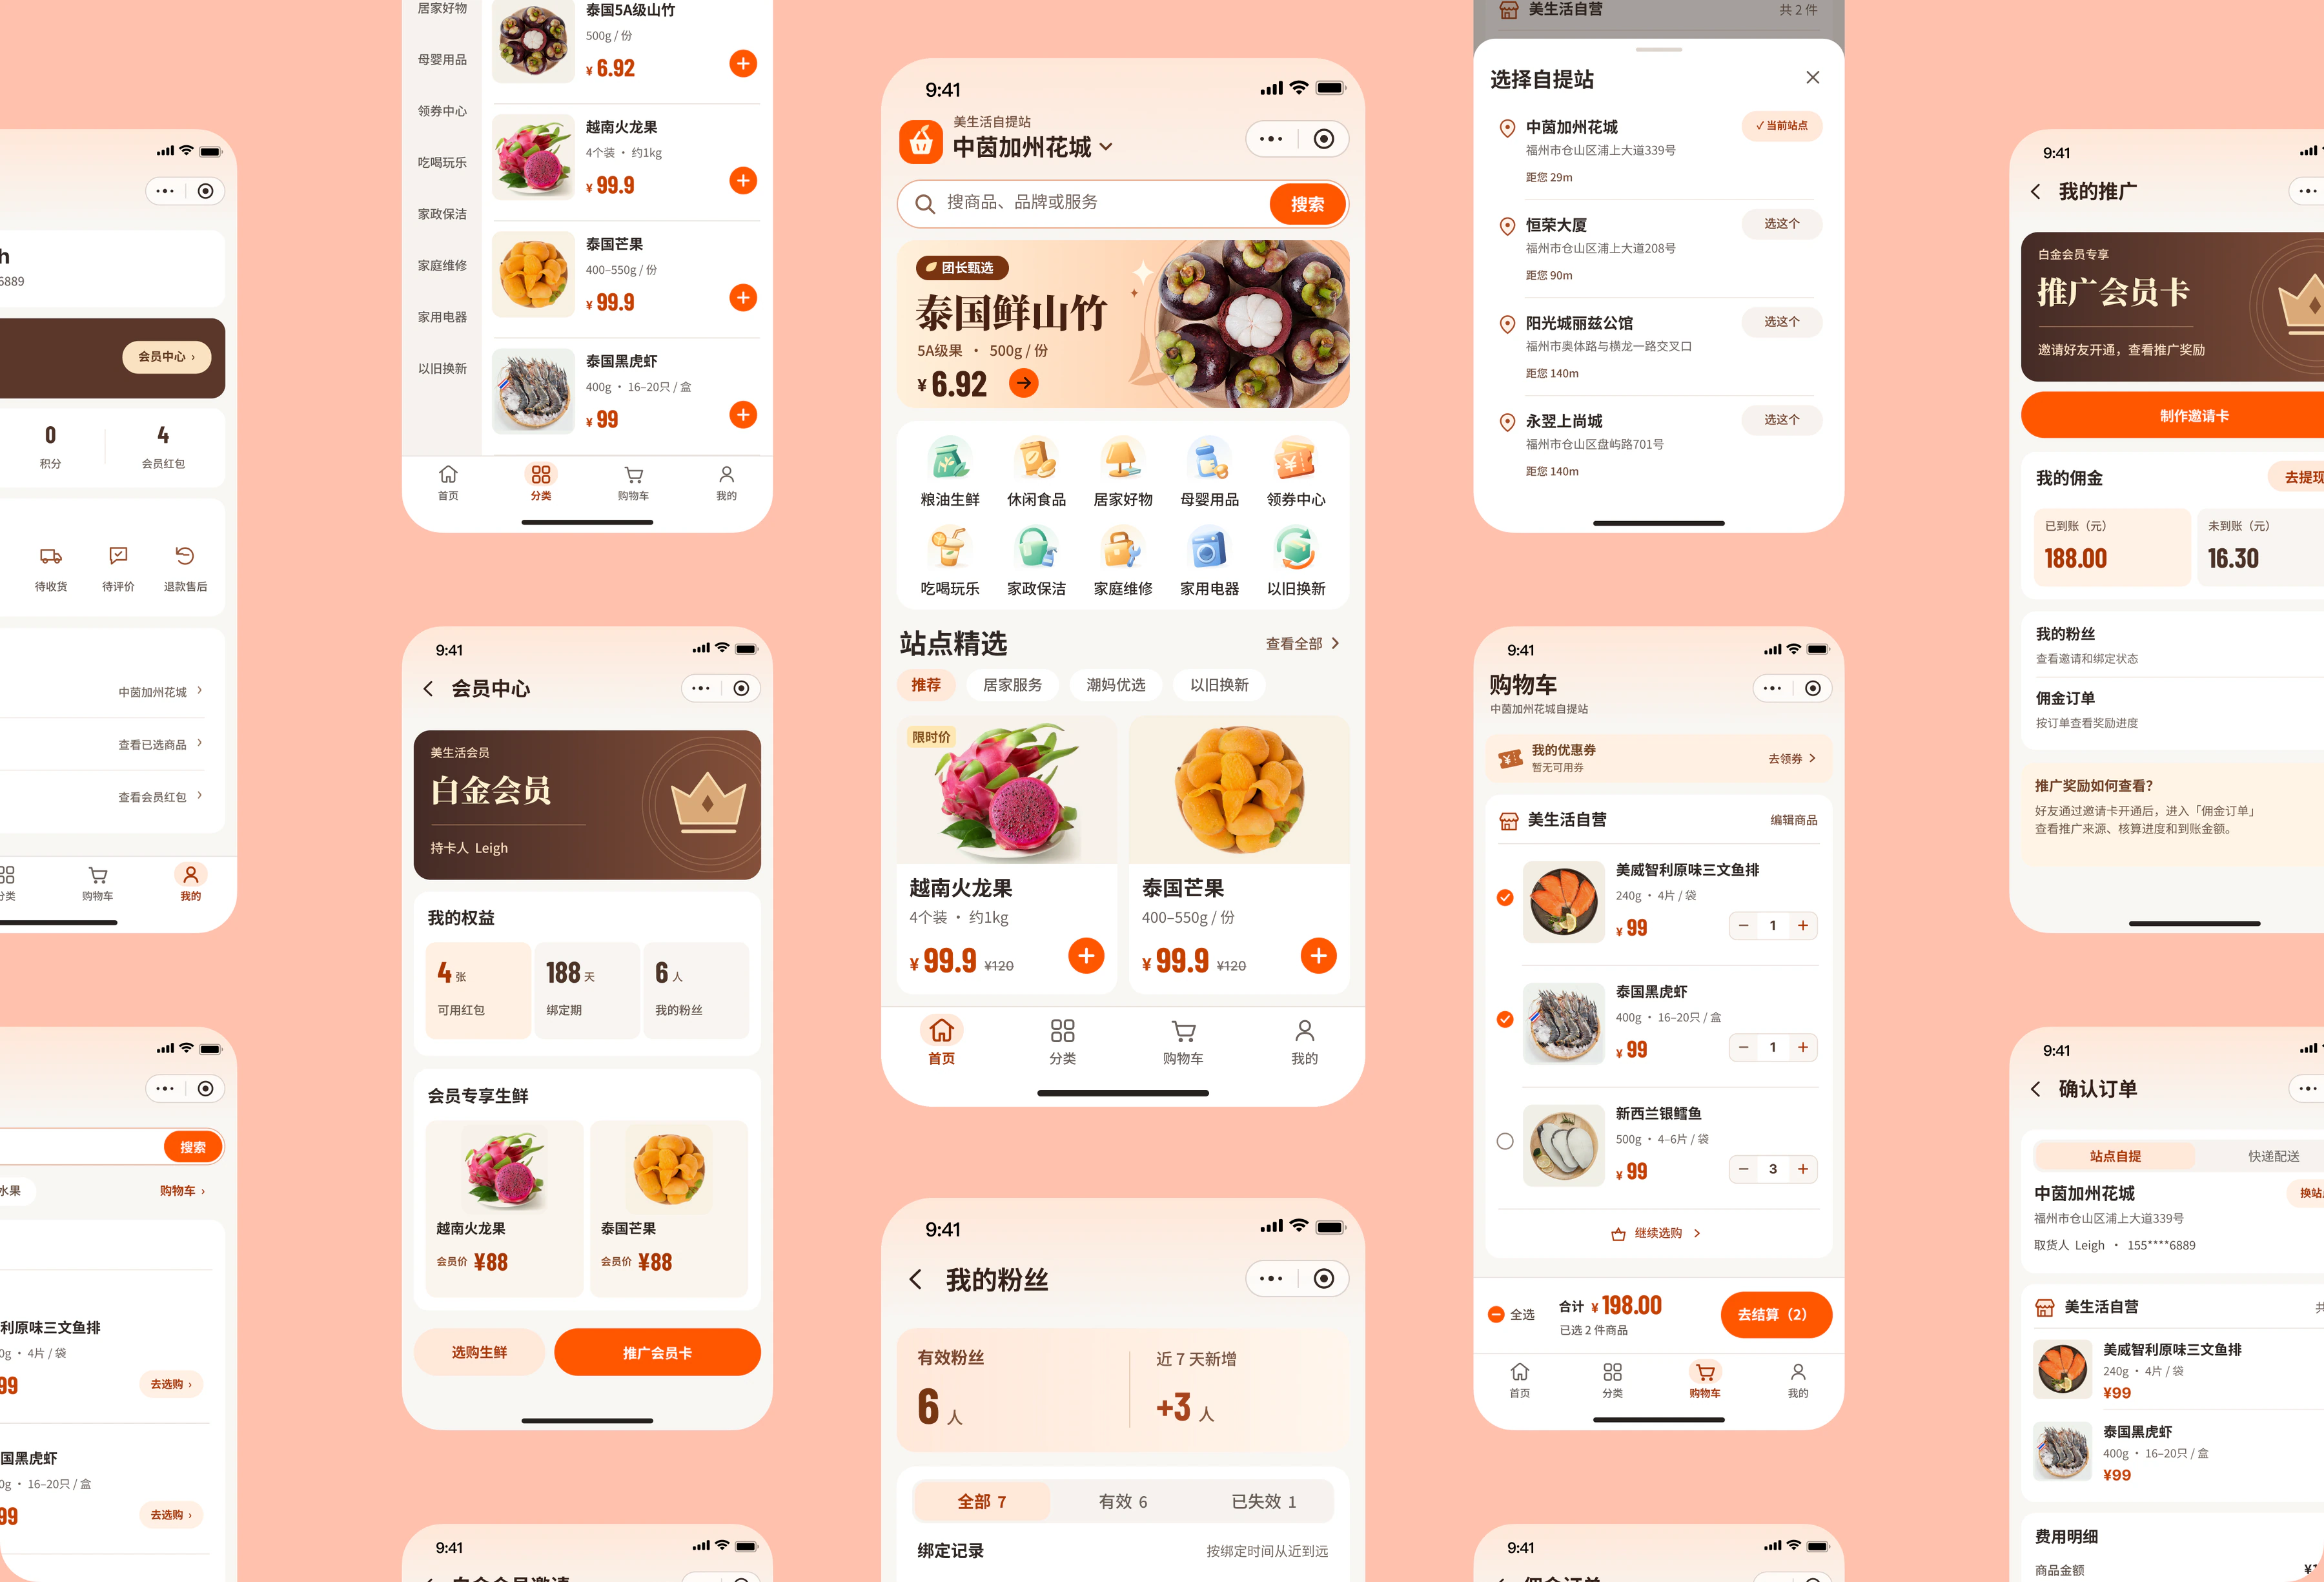 h
6889
会员中心 ›
0
积分
4
会员红包
待收货
待评价
退款售后
中茵加州花城
查看已选商品
查看会员红包
分类
购物车
我的
搜索
水果
购物车 ›
利原味三文鱼排
0g · 4片 / 袋
99
去选购 ›
国黑虎虾
0g · 16–20只 / 盒
99
去选购 ›
居家好物
母婴用品
领券中心
吃喝玩乐
家政保洁
家庭维修
家用电器
以旧换新
泰国5A级山竹
500g / 份
¥ 6.92
越南火龙果
4个装 · 约1kg
¥ 99.9
泰国芒果
400–550g / 份
¥ 99.9
泰国黑虎虾
400g · 16–20只 / 盒
¥ 99
首页
分类
购物车
我的
9:41
会员中心
美生活会员
白金会员
持卡人 Leigh
我的权益
4 张
可用红包
188 天
绑定期
6 人
我的粉丝
会员专享生鲜
越南火龙果
会员价 ¥88
泰国芒果
会员价 ¥88
选购生鲜
推广会员卡
9:41
9:41
美生活自提站
中茵加州花城
搜商品、品牌或服务
搜索
团长甄选
泰国鲜山竹
5A级果 · 500g / 份
¥ 6.92
粮油生鲜
休闲食品
居家好物
母婴用品
领券中心
吃喝玩乐
家政保洁
家庭维修
家用电器
以旧换新
站点精选
查看全部
推荐
居家服务
潮妈优选
以旧换新
限时价
越南火龙果
4个装 · 约1kg
¥ 99.9 ¥120
泰国芒果
400–550g / 份
¥ 99.9 ¥120
首页
分类
购物车
我的
9:41
我的粉丝
有效粉丝
6 人
近 7 天新增
+3 人
全部 7
有效 6
已失效 1
绑定记录
按绑定时间从近到远
美生活自营
共 2 件
选择自提站
中茵加州花城
✓当前站点
福州市仓山区浦上大道339号
距您 29m
恒荣大厦
选这个
福州市仓山区浦上大道208号
距您 90m
阳光城丽兹公馆
选这个
福州市奥体路与横龙一路交叉口
距您 140m
永翌上尚城
选这个
福州市仓山区盘屿路701号
距您 140m
9:41
购物车
中茵加州花城自提站
我的优惠券
暂无可用券
去领券
美生活自营
编辑商品
美威智利原味三文鱼排
240g · 4片 / 袋
¥ 99
1
泰国黑虎虾
400g · 16–20只 / 盒
¥ 99
1
新西兰银鳕鱼
500g · 4–6片 / 袋
¥ 99
3
继续选购
全选
合计 ¥ 198.00
已选 2 件商品
去结算（2）
首页
分类
购物车
我的
9:41
9:41
我的推广
白金会员专享
推广会员卡
邀请好友开通，查看推广奖励
制作邀请卡
我的佣金
去提现
已到账（元）
188.00
未到账（元）
16.30
我的粉丝
查看邀请和绑定状态
佣金订单
按订单查看奖励进度
推广奖励如何查看？
好友通过邀请卡开通后，进入「佣金订单」
查看推广来源、核算进度和到账金额。
9:41
确认订单
站点自提
快递配送
中茵加州花城
换站
福州市仓山区浦上大道339号
取货人 Leigh · 155****6889
美生活自营
美威智利原味三文鱼排
240g · 4片 / 袋
¥99
泰国黑虎虾
400g · 16–20只 / 盒
¥99
费用明细
商品金额